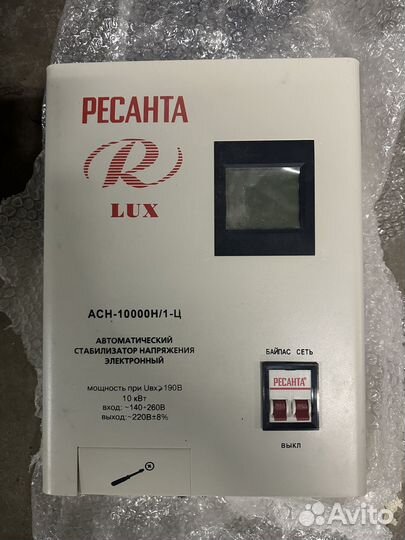 РЕСАНТА
R
LUX
АСН-10000Н/1-Ц
АВТОМАТИЧЕСКИЙ
СТАБИЛИЗАТОР НАПРЯЖЕНИЯ
ЭЛЕКТРОННЫЙ
мощность при Uвх⩾190В
10 кВт
вход: ~140-260В
выход:~220В±8%
БАЙПАС СЕТЬ
РЕСАНТА
ВЫКЛ
Avito